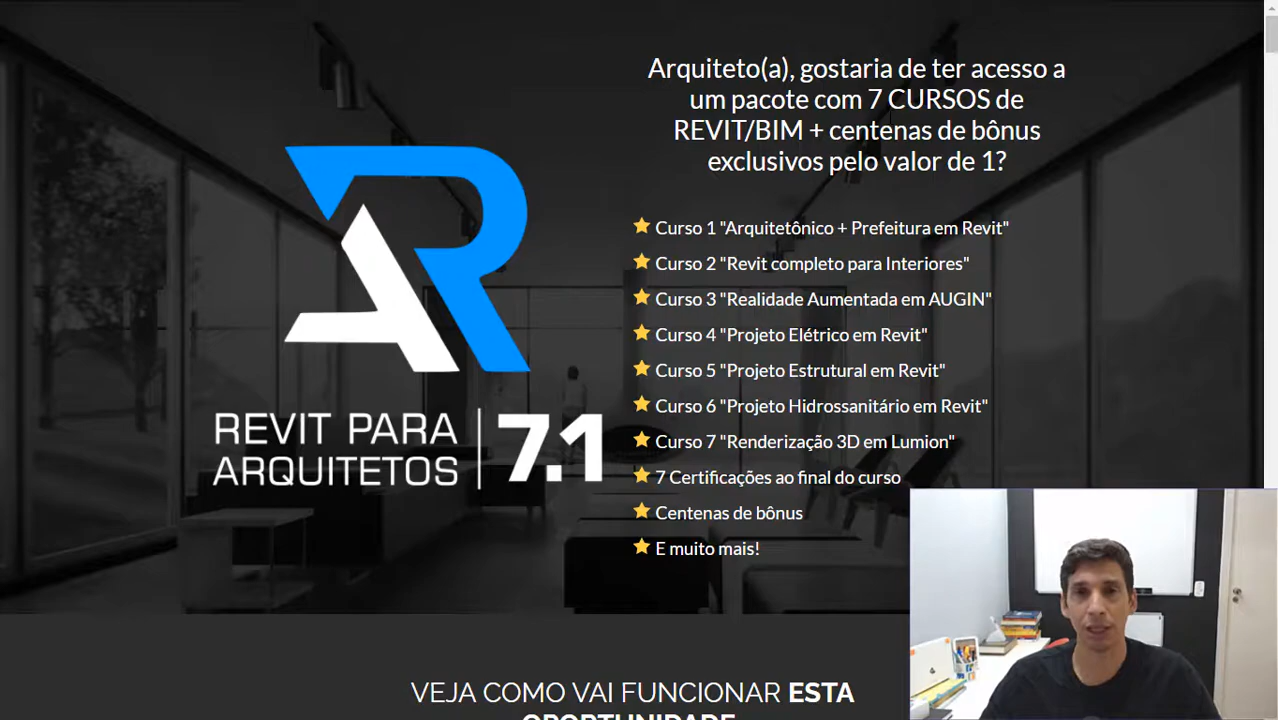 Arquiteto(a), gostaria de ter acesso a
um pacote com 7 CURSOS de
REVIT/BIM + centenas de bônus
exclusivos pelo valor de 1?
Curso 1 "Arquitetônico + Prefeitura em Revit"
Curso 2 "Revit completo para Interiores"
Curso 3 "Realidade Aumentada em AUGIN"
Curso 4 "Projeto Elétrico em Revit"
Curso 5 "Projeto Estrutural em Revit"
Curso 6 "Projeto Hidrossanitário em Revit"
Curso 7 "Renderização 3D em Lumion"
7 Certificações ao final do curso
Centenas de bônus
E muito mais!
AR
REVIT PARA
ARQUITETOS
7.1
VEJA COMO VAI FUNCIONAR ESTA
OPORTUNIDADE